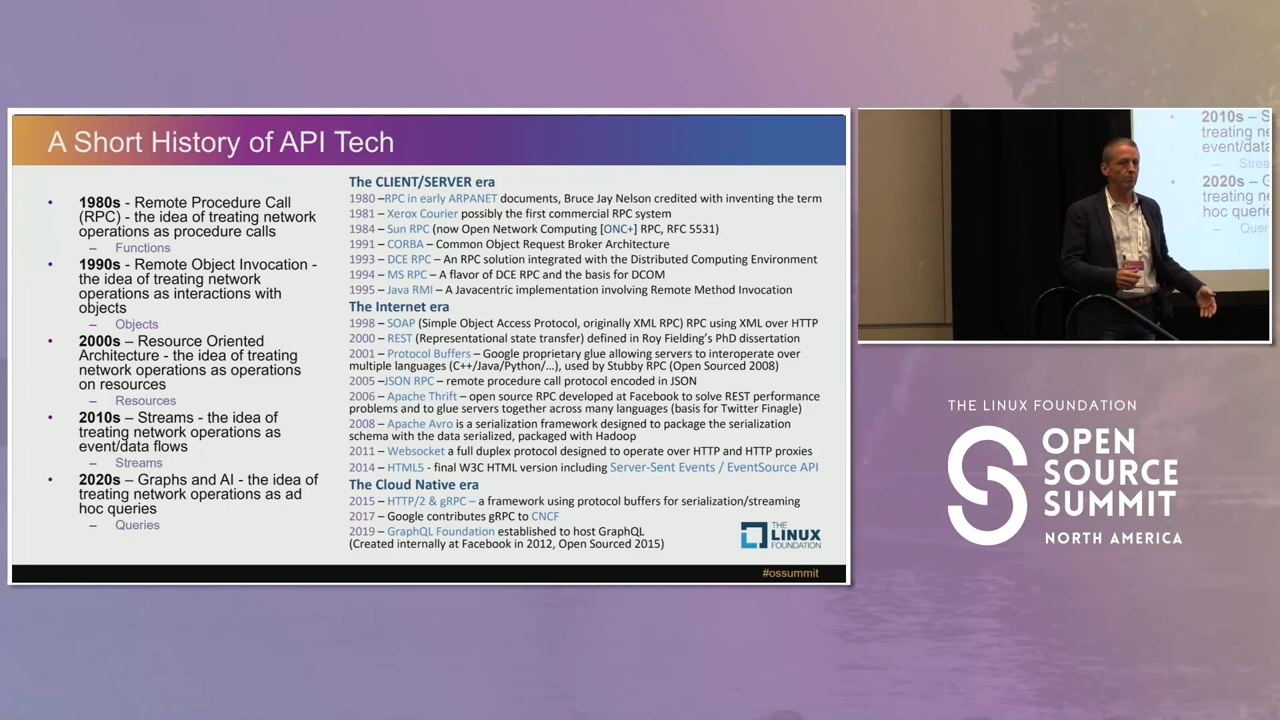 A Short History of API Tech
• 1980s - Remote Procedure Call
(RPC) - the idea of treating network
operations as procedure calls
– Functions
• 1990s - Remote Object Invocation -
the idea of treating network
operations as interactions with
objects
– Objects
• 2000s – Resource Oriented
Architecture - the idea of treating
network operations as operations
on resources
– Resources
• 2010s – Streams - the idea of
treating network operations as
event/data flows
– Streams
• 2020s – Graphs and AI - the idea of
treating network operations as ad
hoc queries
– Queries
The CLIENT/SERVER era
1980 –RPC in early ARPANET documents, Bruce Jay Nelson credited with inventing the term
1981 – Xerox Courier possibly the first commercial RPC system
1984 – Sun RPC (now Open Network Computing [ONC+] RPC, RFC 5531)
1991 – CORBA – Common Object Request Broker Architecture
1993 – DCE RPC – An RPC solution integrated with the Distributed Computing Environment
1994 – MS RPC – A flavor of DCE RPC and the basis for DCOM
1995 – Java RMI – A Javacentric implementation involving Remote Method Invocation
The Internet era
1998 – SOAP (Simple Object Access Protocol, originally XML RPC) RPC using XML over HTTP
2000 – REST (Representational state transfer) defined in Roy Fielding's PhD dissertation
2001 – Protocol Buffers – Google proprietary glue allowing servers to interoperate over
multiple languages (C++/Java/Python/…), used by Stubby RPC (Open Sourced 2008)
2005 –JSON RPC – remote procedure call protocol encoded in JSON
2006 – Apache Thrift – open source RPC developed at Facebook to solve REST performance
problems and to glue servers together across many languages (basis for Twitter Finagle)
2008 – Apache Avro is a serialization framework designed to package the serialization
schema with the data serialized, packaged with Hadoop
2011 – Websocket a full duplex protocol designed to operate over HTTP and HTTP proxies
2014 – HTML5 - final W3C HTML version including Server-Sent Events / EventSource API
The Cloud Native era
2015 – HTTP/2 & gRPC – a framework using protocol buffers for serialization/streaming
2017 – Google contributes gRPC to CNCF
2019 – GraphQL Foundation established to host GraphQL
(Created internally at Facebook in 2012, Open Sourced 2015)
THE
LINUX
FOUNDATION
#ossummit
• 2010s – S
treating ne
event/data
– Strea
• 2020s – G
treating ne
hoc querie
– Quer
THE LINUX FOUNDATION
OPEN
SOURCE
SUMMIT
NORTH AMERICA